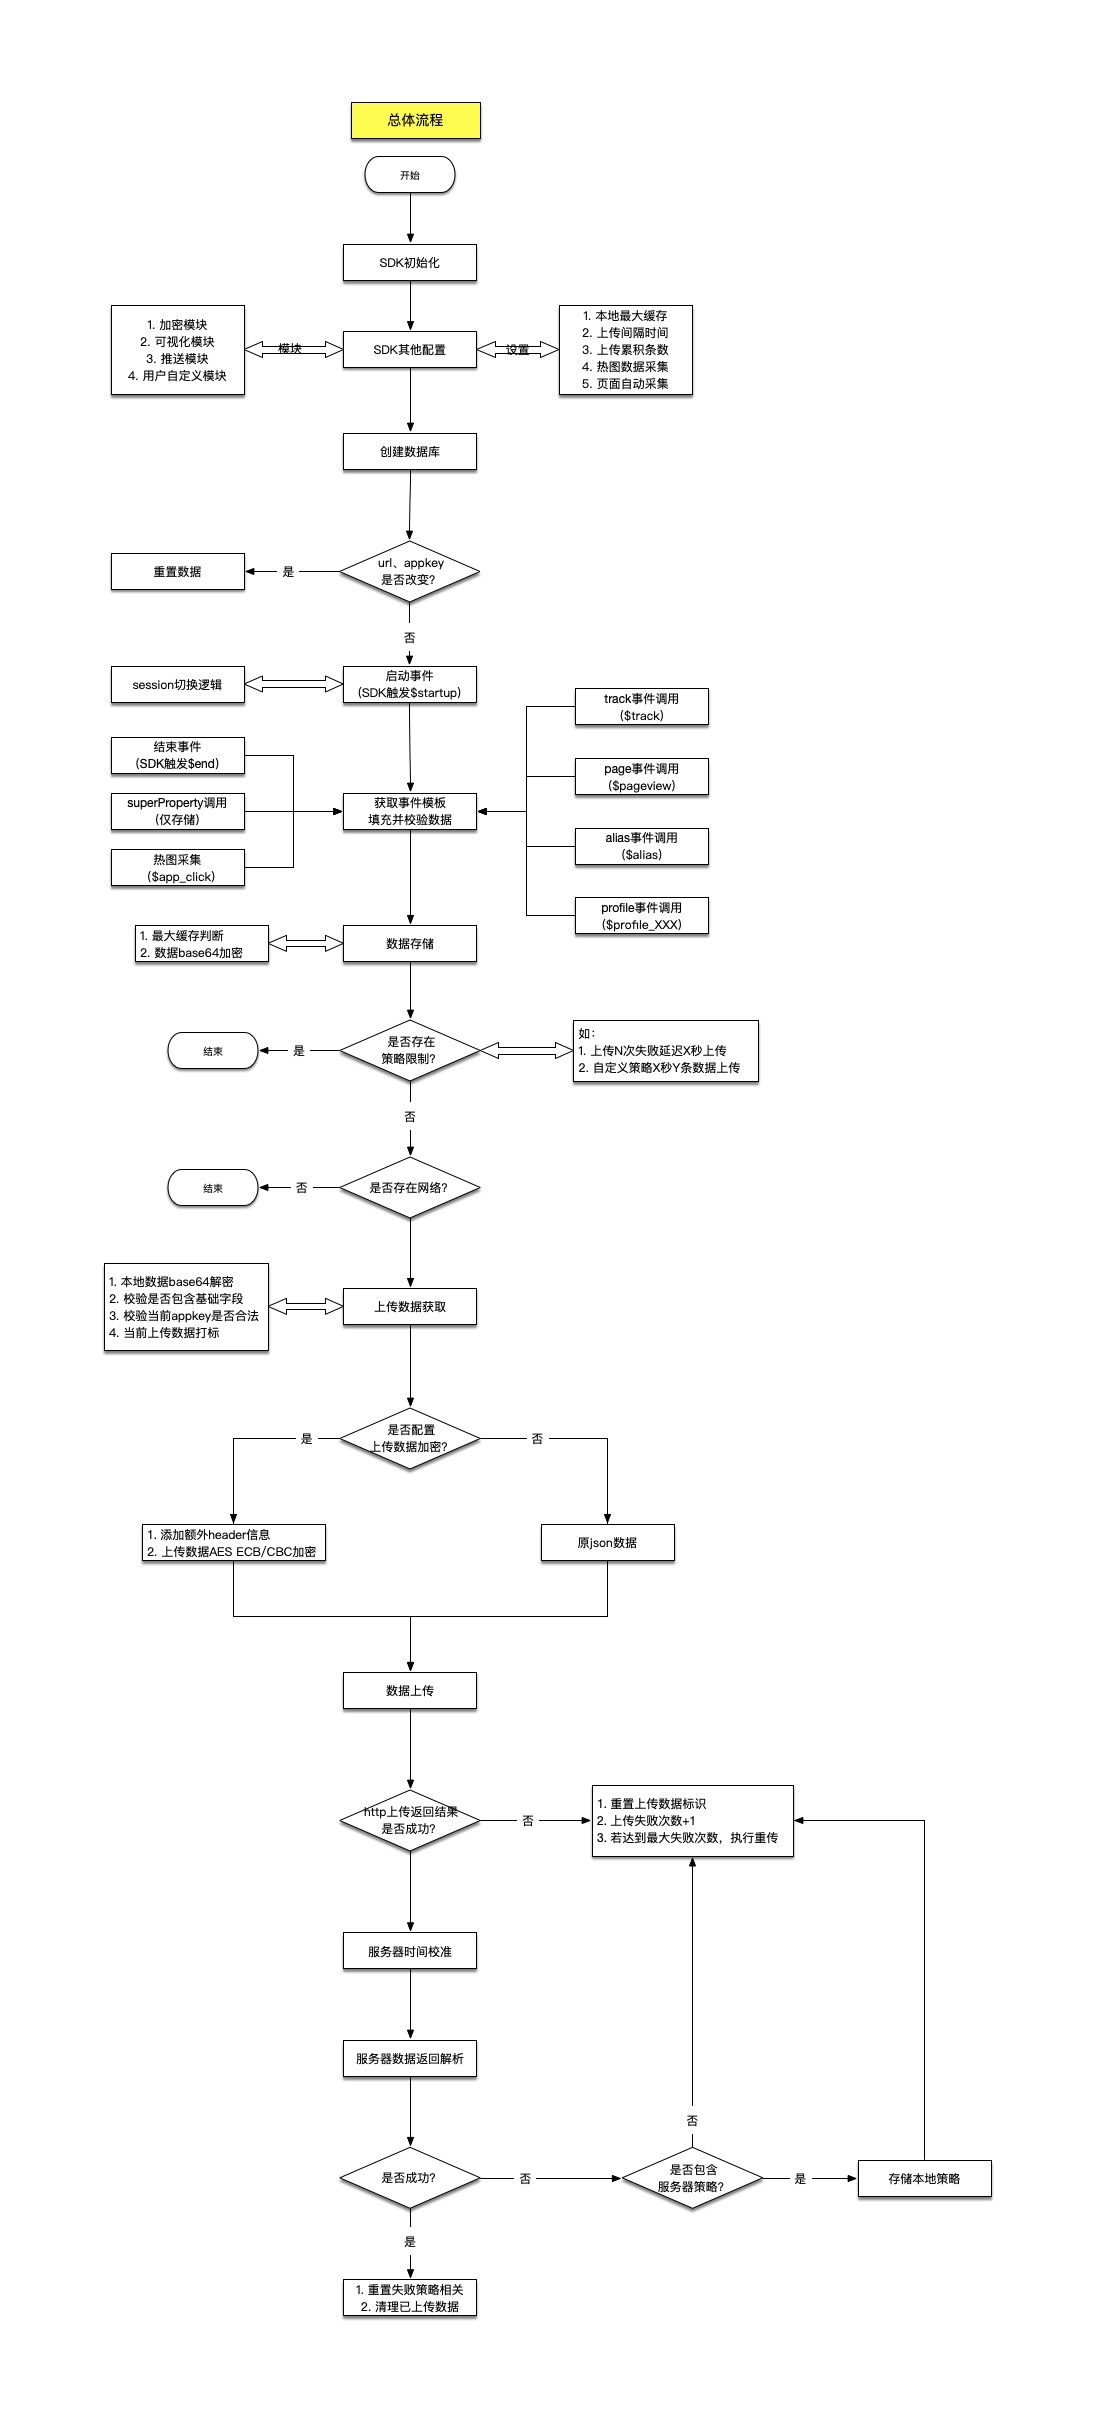 总体流程
开始
SDK初始化
1. 加密模块
2. 可视化模块
3. 推送模块
4. 用户自定义模块
模块
SDK其他配置
设置
1. 本地最大缓存
2. 上传间隔时间
3. 上传累积条数
4. 热图数据采集
5. 页面自动采集
创建数据库
url、appkey
是否改变?
是
重置数据
否
session切换逻辑
启动事件
(SDK触发$startup)
track事件调用
($track)
结束事件
(SDK触发$end)
page事件调用
($pageview)
superProperty调用
(仅存储)
获取事件模板
填充并校验数据
alias事件调用
($alias)
热图采集
($app_click)
profile事件调用
($profile_XXX)
1. 最大缓存判断
2. 数据base64加密
数据存储
结束
是
是否存在
策略限制?
如:
1. 上传N次失败延迟X秒上传
2. 自定义策略X秒Y条数据上传
否
结束
否
是否存在网络?
1. 本地数据base64解密
2. 校验是否包含基础字段
3. 校验当前appkey是否合法
4. 当前上传数据打标
上传数据获取
是
是否配置
上传数据加密?
否
1. 添加额外header信息
2. 上传数据AES ECB/CBC加密
原json数据
数据上传
http上传返回结果
是否成功?
否
1. 重置上传数据标识
2. 上传失败次数+1
3. 若达到最大失败次数，执行重传
服务器时间校准
服务器数据返回解析
否
是否成功?
否
是否包含
服务器策略?
是
存储本地策略
是
1. 重置失败策略相关
2. 清理已上传数据